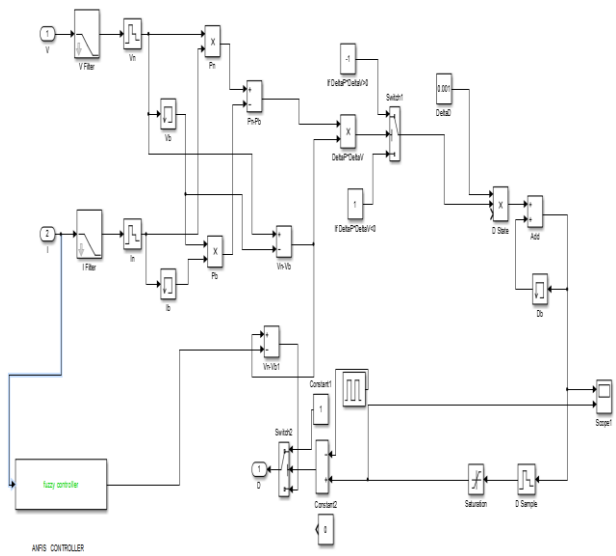 1
V
V Filter
Vn
Pn
Vb
Pn-Pb
-1
If DeltaP*DeltaV>0
Switch1
0.001
DeltaD
DeltaP*DeltaV
1
If DeltaP*DeltaV<0
D State
Add
2
I
I Filter
In
Pb
Ib
Vn-Vb
Db
Vn-Vb1
Constant1
1
Scope1
Switch2
fuzzy controller
1
D
Constant2
Saturation
D Sample
0
ANFIS CONTROLLER